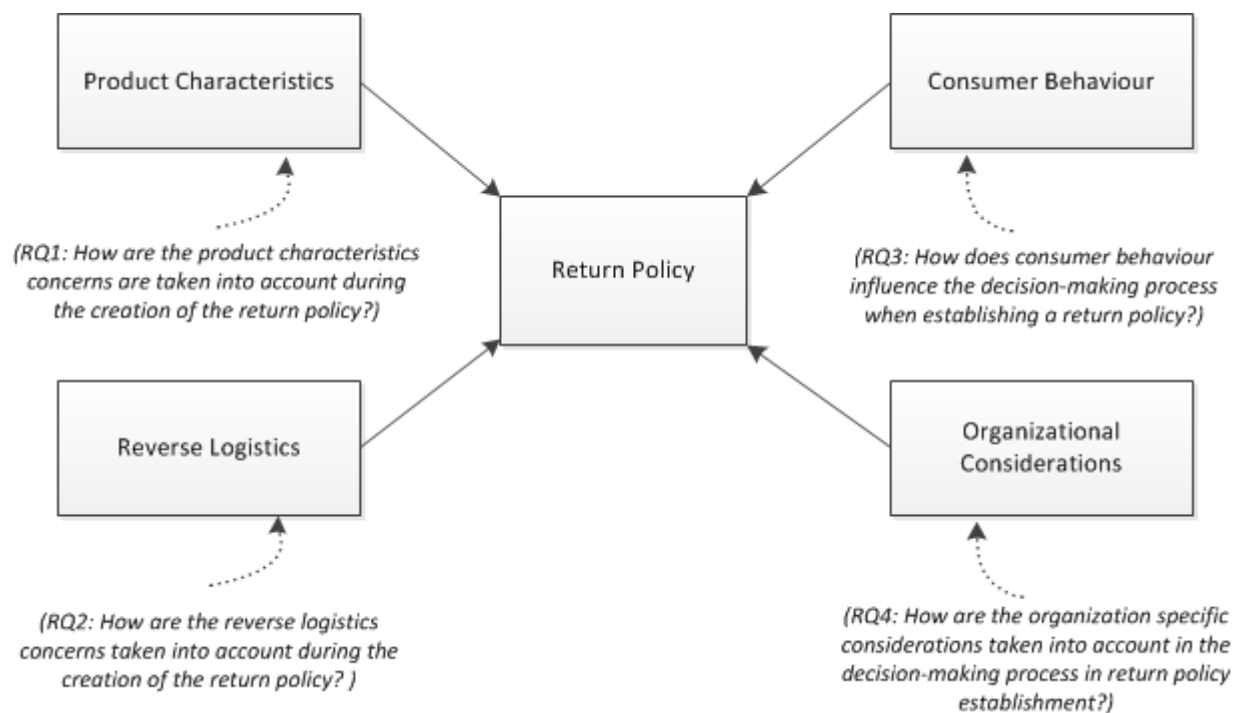 Product Characteristics
Consumer Behaviour
(RQ1: How are the product characteristics
concerns are taken into account during
the creation of the return policy?)
Return Policy
(RQ3: How does consumer behaviour
influence the decision-making process
when establishing a return policy?)
Reverse Logistics
Organizational
Considerations
(RQ2: How are the reverse logistics
concerns taken into account during the
creation of the return policy? )
(RQ4: How are the organization specific
considerations taken into account in the
decision-making process in return policy
establishment?)